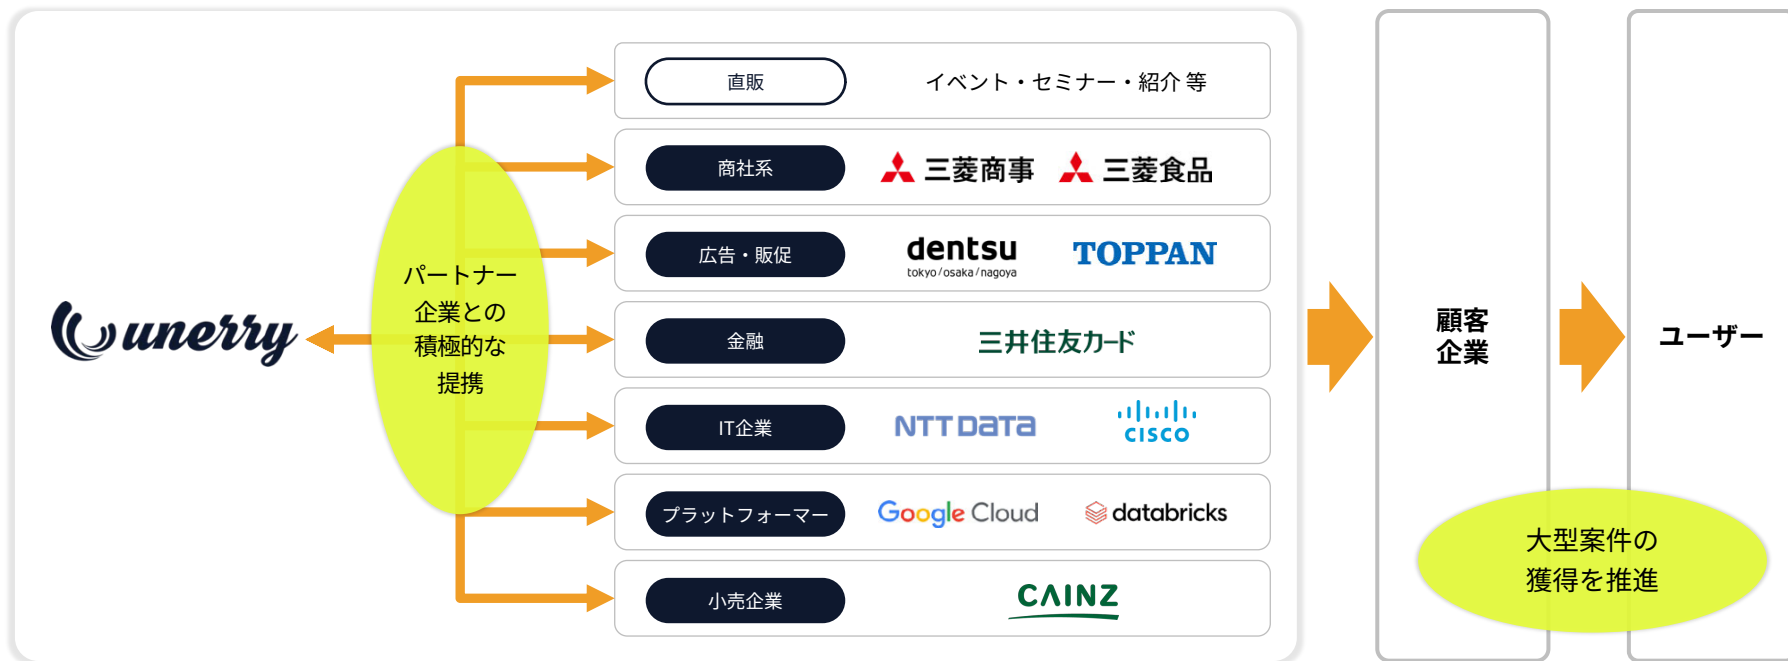 unerry
パートナー
企業との
積極的な
提携
直販
イベント・セミナー・紹介 等
商社系
三菱商事 三菱食品
広告・販促
dentsu
tokyo/osaka/nagoya
TOPPAN
金融
三井住友カード
IT企業
NTT DATA
CISCO
プラットフォーマー
Google Cloud databricks
小売企業
CAINZ
顧客
企業
ユーザー
大型案件の
獲得を推進